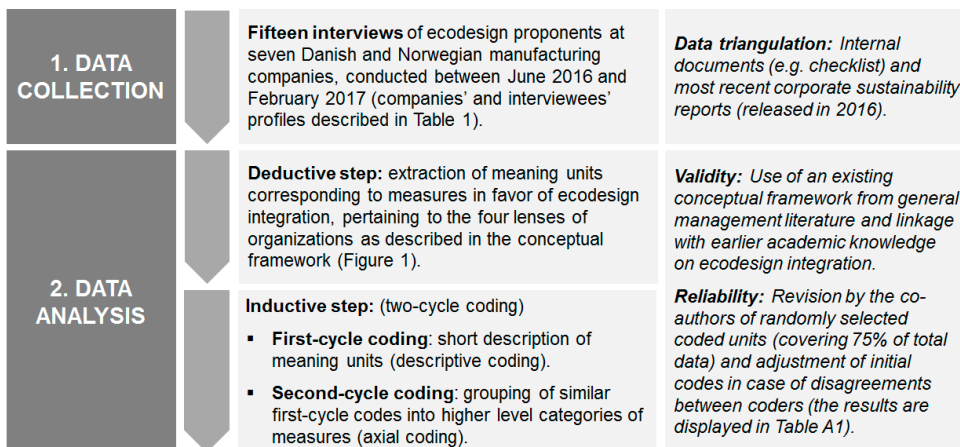 1. DATA
COLLECTION
Fifteen interviews of ecodesign proponents at
seven Danish and Norwegian manufacturing
companies, conducted between June 2016 and
February 2017 (companies’ and interviewees’
profiles described in Table 1).
Data triangulation: Internal
documents (e.g. checklist) and
most recent corporate sustainability
reports (released in 2016).
2. DATA
ANALYSIS
Deductive step: extraction of meaning units
corresponding to measures in favor of ecodesign
integration, pertaining to the four lenses of
organizations as described in the conceptual
framework (Figure 1).
Inductive step: (two-cycle coding)
▪ First-cycle coding: short description of
meaning units (descriptive coding).
▪ Second-cycle coding: grouping of similar
first-cycle codes into higher level categories of
measures (axial coding).
Validity: Use of an existing
conceptual framework from general
management literature and linkage
with earlier academic knowledge
on ecodesign integration.
Reliability: Revision by the co-
authors of randomly selected
coded units (covering 75% of total
data) and adjustment of initial
codes in case of disagreements
between coders (the results are
displayed in Table A1).